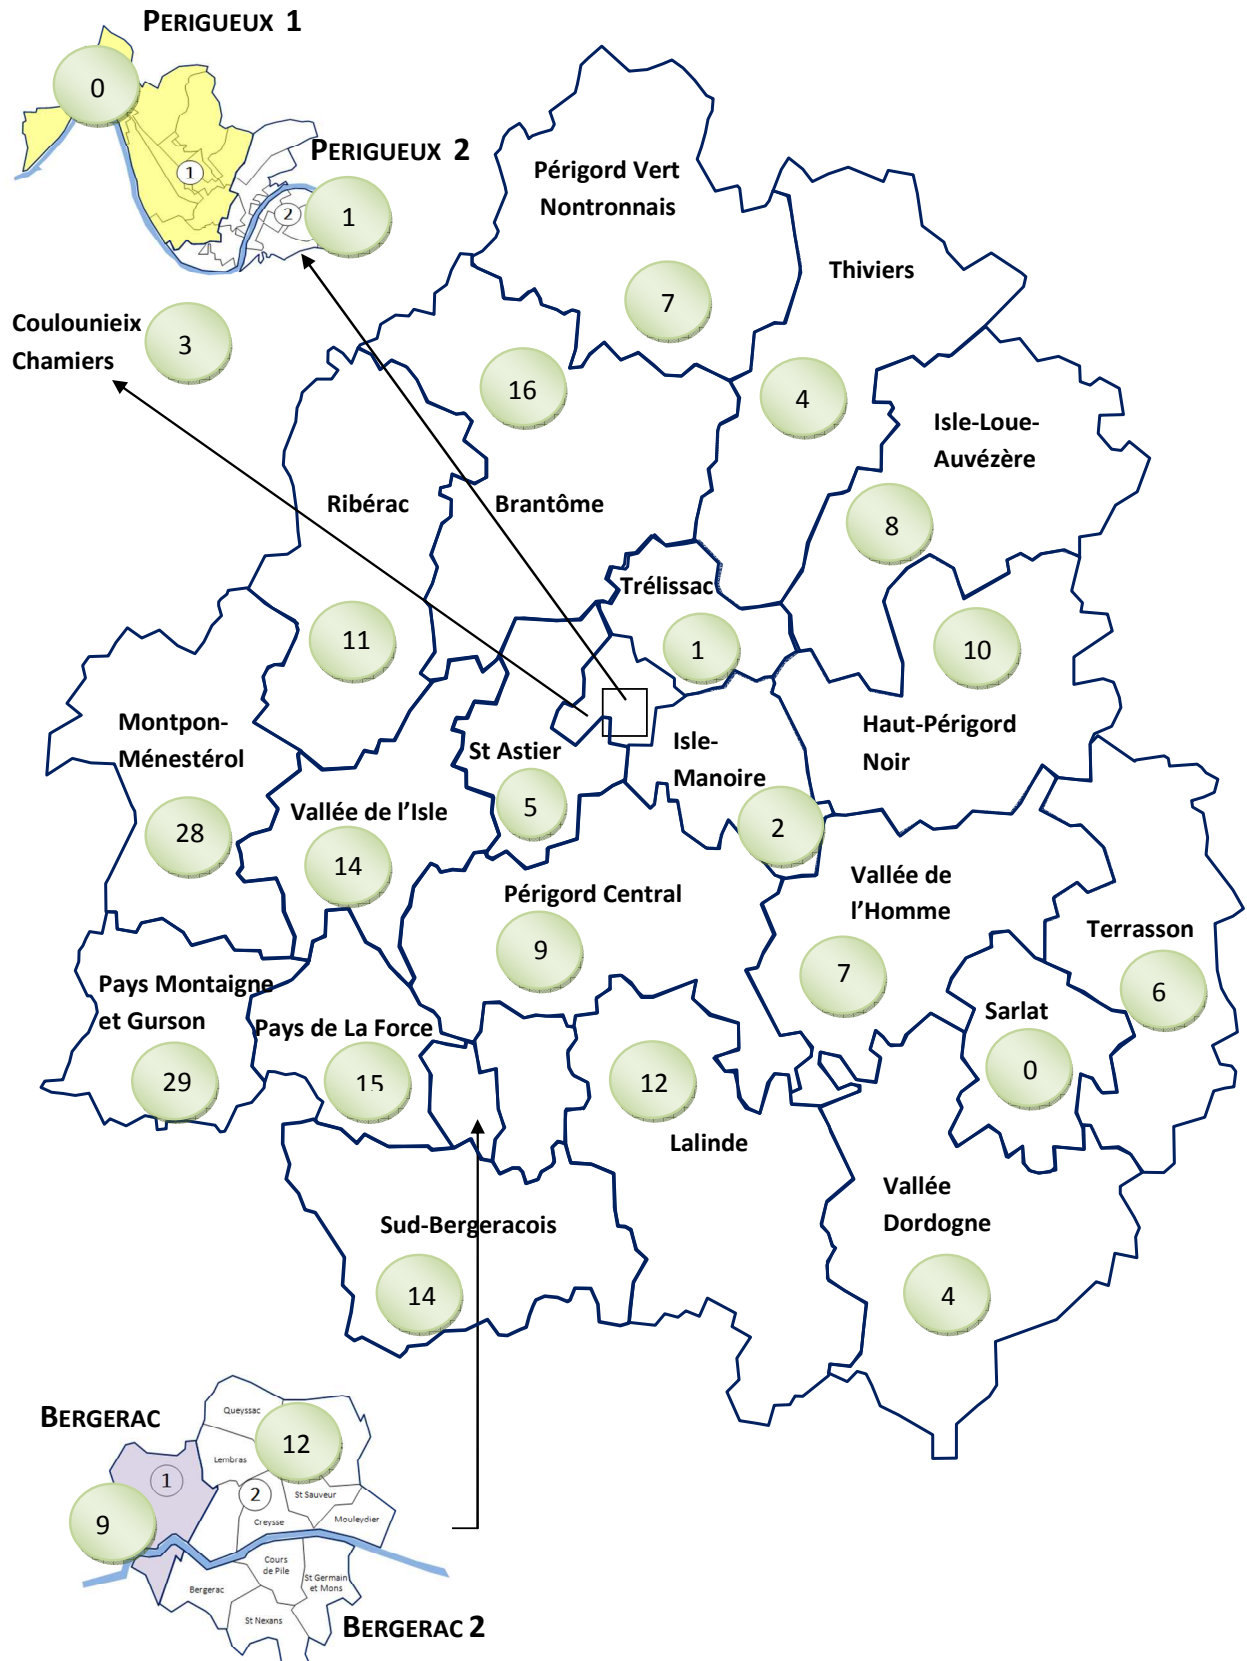 PERIGUEUX 1
0
1
PERIGUEUX 2
2
1
Coulounieix
Chamiers
3
Périgord Vert
Nontronnais
7
Thiviers
4
16
Brantôme
Isle-Loue-
Auvézère
8
Ribérac
11
Trélissac
1
10
Haut-Périgord
Noir
Montpon-
Ménestérol
28
St Astier
5
Isle-
Manoire
2
Vallée de l'Isle
14
Périgord Central
9
Vallée de
l'Homme
7
Terrasson
6
Pays Montaigne
et Gurson
29
Pays de La Force
15
Sarlat
0
12
Lalinde
Vallée
Dordogne
4
Sud-Bergeracois
14
BERGERAC
Queyssac
12
Lembras
1
2
St Sauveur
9
Creysse
Mouleydier
Cours
de Pile
St Germain
et Mons
Bergerac
St Nexans
BERGERAC 2